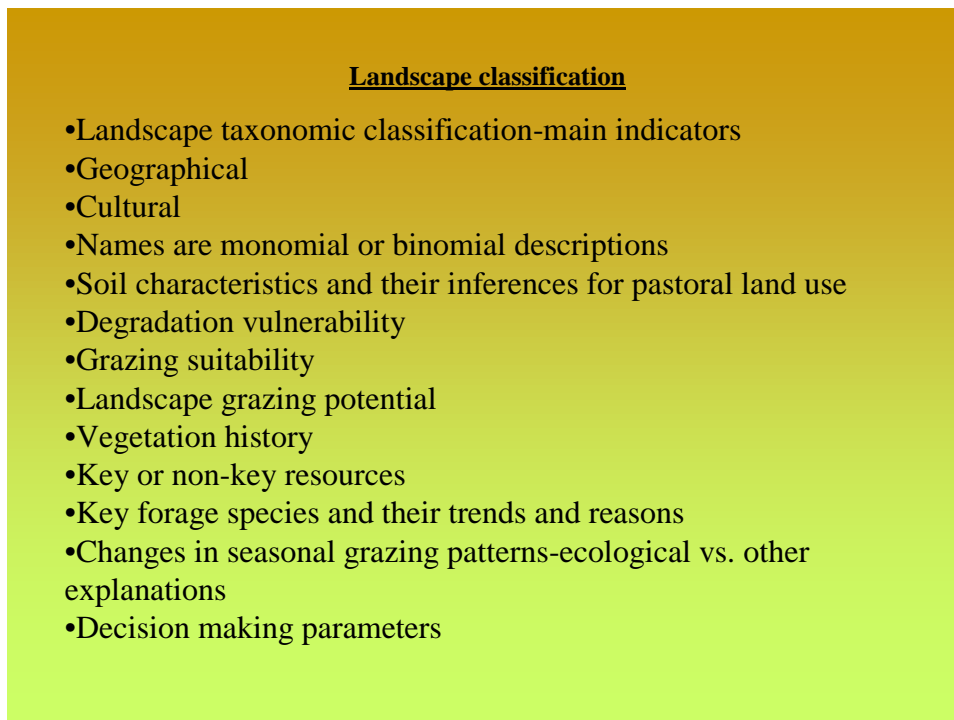 Landscape classification
•Landscape taxonomic classification-main indicators
•Geographical
•Cultural
•Names are monomial or binomial descriptions
•Soil characteristics and their inferences for pastoral land use
•Degradation vulnerability
•Grazing suitability
•Landscape grazing potential
•Vegetation history
•Key or non-key resources
•Key forage species and their trends and reasons
•Changes in seasonal grazing patterns-ecological vs. other
explanations
•Decision making parameters